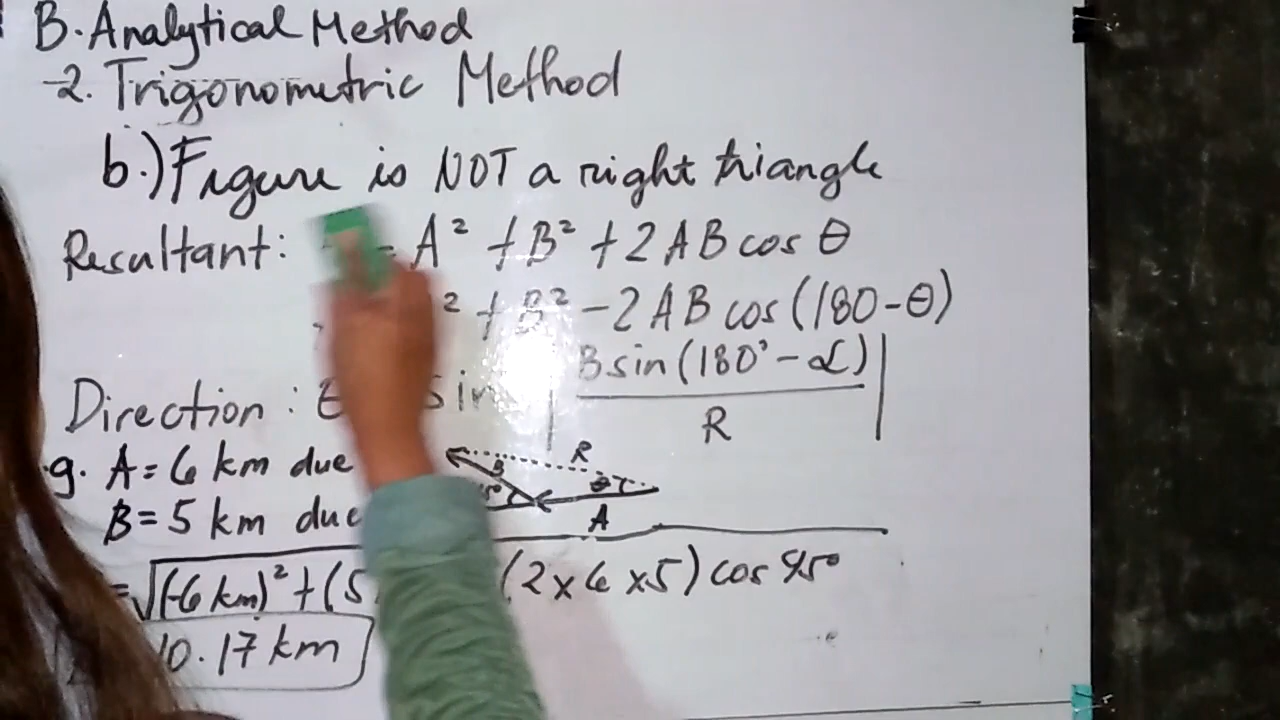 B. Analytical Method
2. Trigonometric Method
b.) Figure is NOT a right triangle
Resultant: = A² + B² + 2AB cos θ
² + B² - 2AB cos (180-θ)
Direction: Sin | B sin (180° - α) / R |
g. A = 6 km due
B = 5 km due
B R θ A
= √(-6 km)² + (5 (2 x 6 x 5) cos 45°
10.17 km